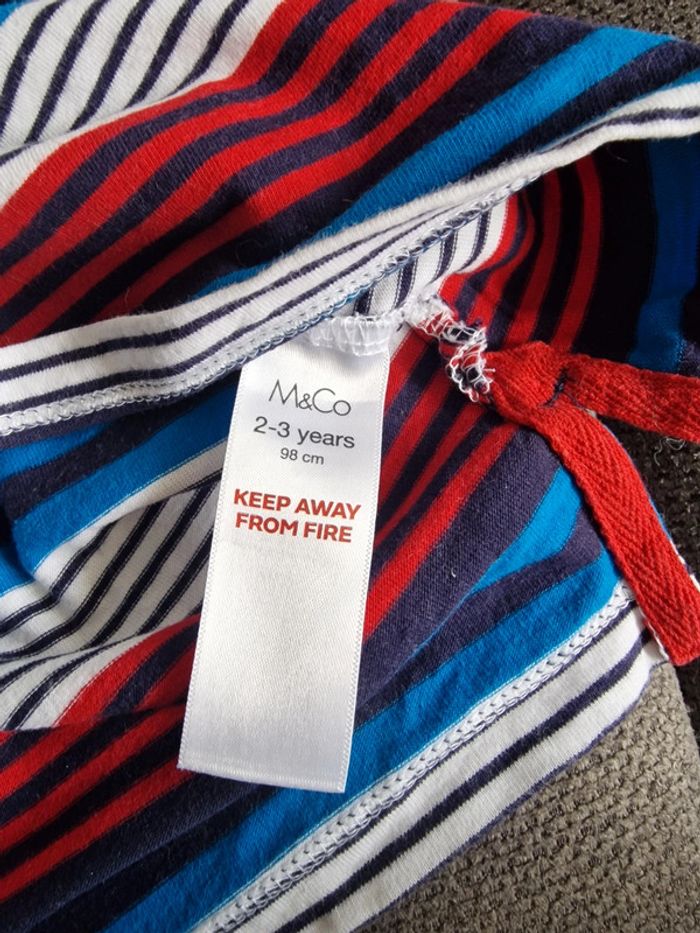 M&Co
2-3 years
98 cm
KEEP AWAY
FROM FIRE